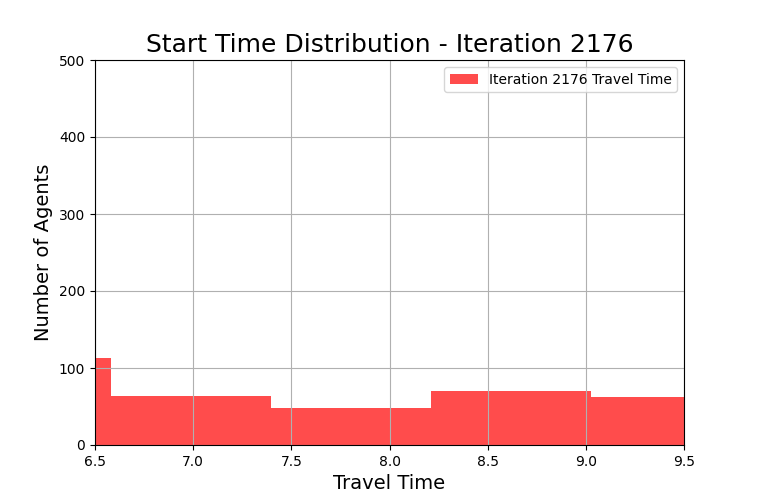 Start Time Distribution - Iteration 2176
500
400
300
200
100
0
Number of Agents
Iteration 2176 Travel Time
6.5 7.0 7.5 8.0 8.5 9.0 9.5
Travel Time